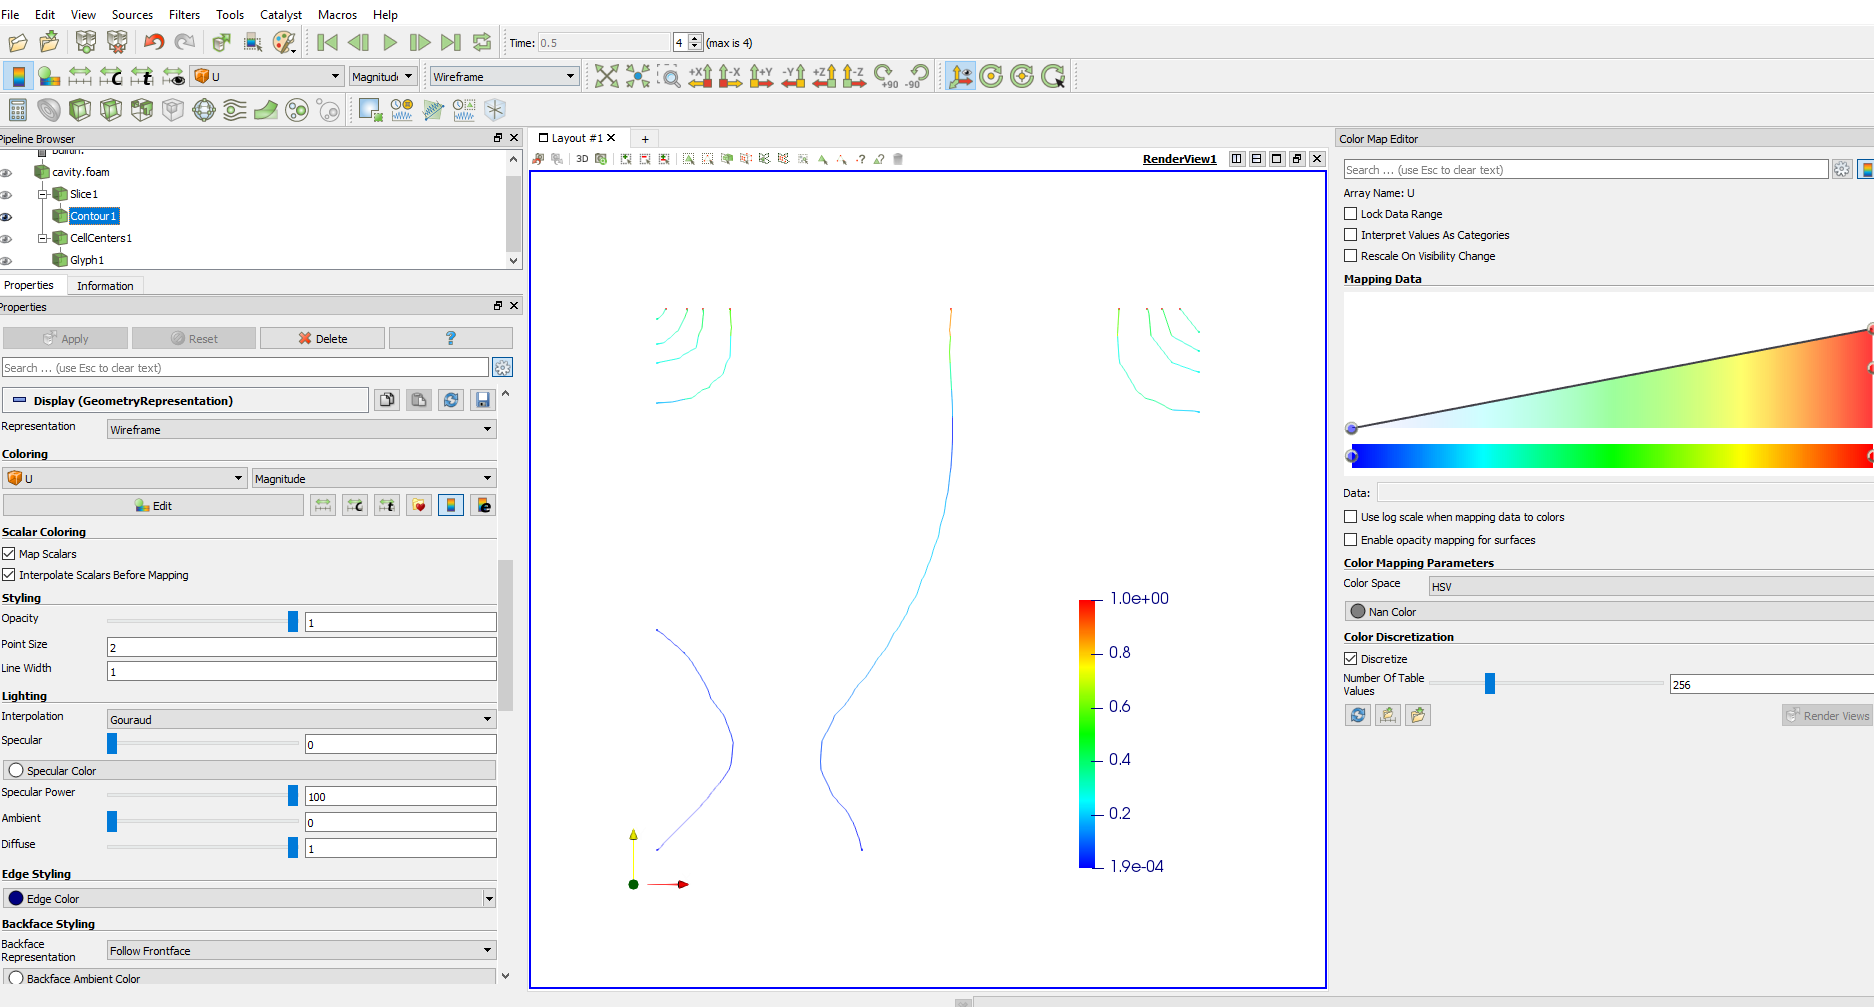 File Edit View Sources Filters Tools Catalyst Macros Help
Time: 0.5 4 (max is 4)
U Magnitude Wireframe +X -X +Y -Y +Z -Z +90 -90
Pipeline Browser
builtin:
cavity.foam
Slice1
Contour1
CellCenters1
Glyph1
Properties Information
Properties
Apply Reset Delete ?
Search ... (use Esc to clear text)
Display (GeometryRepresentation)
Representation Wireframe
Coloring
U Magnitude
Edit
Scalar Coloring
Map Scalars
Interpolate Scalars Before Mapping
Styling
Opacity 1
Point Size 2
Line Width 1
Lighting
Interpolation Gouraud
Specular 0
Specular Color
Specular Power 100
Ambient 0
Diffuse 1
Edge Styling
Edge Color
Backface Styling
Backface Representation Follow Frontface
Backface Ambient Color
Layout #1 +
3D RenderView1
1.0e+00
0.8
0.6
0.4
0.2
1.9e-04
Color Map Editor
Search ... (use Esc to clear text)
Array Name: U
Lock Data Range
Interpret Values As Categories
Rescale On Visibility Change
Mapping Data
Data:
Use log scale when mapping data to colors
Enable opacity mapping for surfaces
Color Mapping Parameters
Color Space HSV
Nan Color
Color Discretization
Discretize
Number Of Table Values 256
Render Views